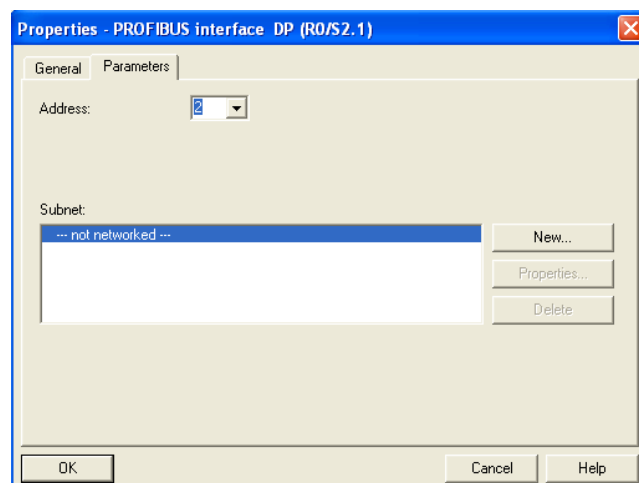 Properties - PROFIBUS interface DP (R0/S2.1)
General Parameters
Address: 2
Subnet:
--- not networked ---
New...
Properties...
Delete
OK Cancel Help